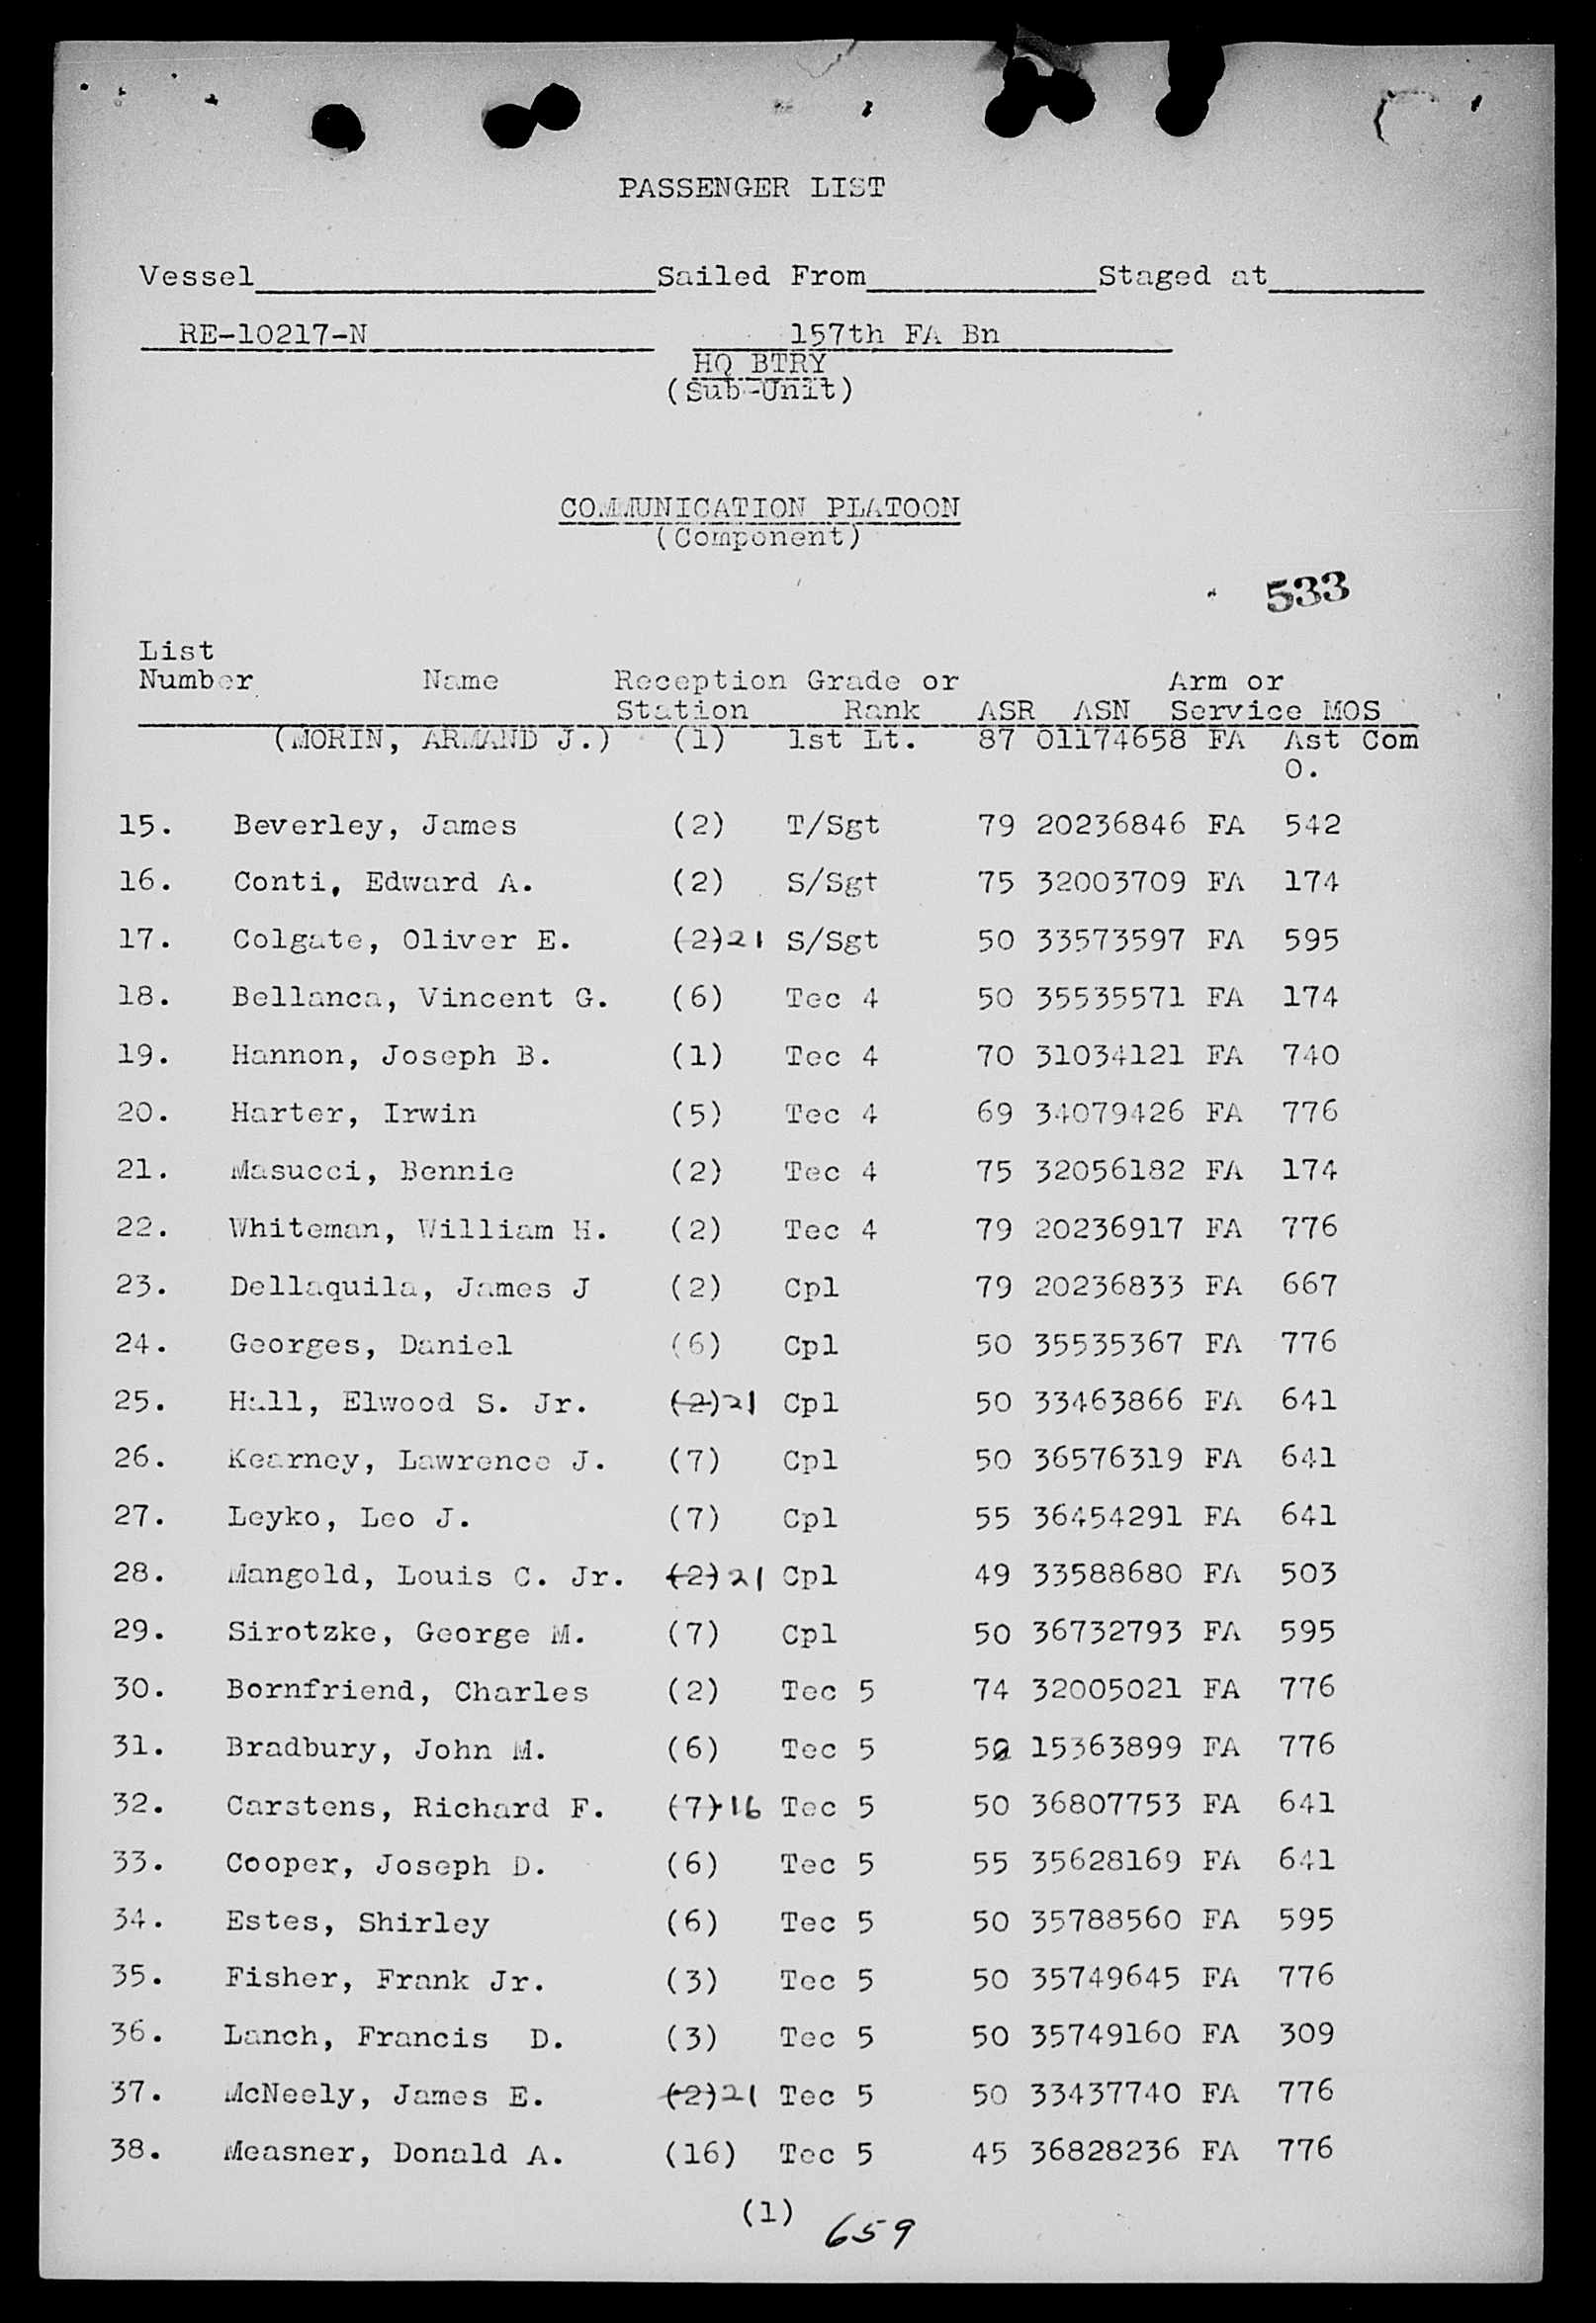 PASSENGER LIST
Vessel Sailed From Staged at
RE-10217-N 157th FA Bn
HQ BTRY
(Sub-Unit)
COMMUNICATION PLATOON
(Component)
533
List
Number Name Reception Grade or Arm or
Station Rank ASR ASN Service MOS
(MORIN, ARMAND J.) (1) 1st Lt. 87 01174658 FA Ast Com
O.
15. Beverley, James (2) T/Sgt 79 20236846 FA 542
16. Conti, Edward A. (2) S/Sgt 75 32003709 FA 174
17. Colgate, Oliver E. (2) 21 S/Sgt 50 33573597 FA 595
18. Bellanca, Vincent G. (6) Tec 4 50 35535571 FA 174
19. Hannon, Joseph B. (1) Tec 4 70 31034121 FA 740
20. Harter, Irwin (5) Tec 4 69 34079426 FA 776
21. Masucci, Bennie (2) Tec 4 75 32056182 FA 174
22. Whiteman, William H. (2) Tec 4 79 20236917 FA 776
23. Dellaquila, James J (2) Cpl 79 20236833 FA 667
24. Georges, Daniel (6) Cpl 50 35535367 FA 776
25. Hall, Elwood S. Jr. (2) 21 Cpl 50 33463866 FA 641
26. Kearney, Lawrence J. (7) Cpl 50 36576319 FA 641
27. Leyko, Leo J. (7) Cpl 55 36454291 FA 641
28. Mangold, Louis C. Jr. (2) 21 Cpl 49 33588680 FA 503
29. Sirotzke, George M. (7) Cpl 50 36732793 FA 595
30. Bornfriend, Charles (2) Tec 5 74 32005021 FA 776
31. Bradbury, John M. (6) Tec 5 50 15363899 FA 776
32. Carstens, Richard F. (7) 16 Tec 5 50 36807753 FA 641
33. Cooper, Joseph D. (6) Tec 5 55 35628169 FA 641
34. Estes, Shirley (6) Tec 5 50 35788560 FA 595
35. Fisher, Frank Jr. (3) Tec 5 50 35749645 FA 776
36. Lanch, Francis D. (3) Tec 5 50 35749160 FA 309
37. McNeely, James E. (2) 21 Tec 5 50 33437740 FA 776
38. Measner, Donald A. (16) Tec 5 45 36828236 FA 776
(1) 659